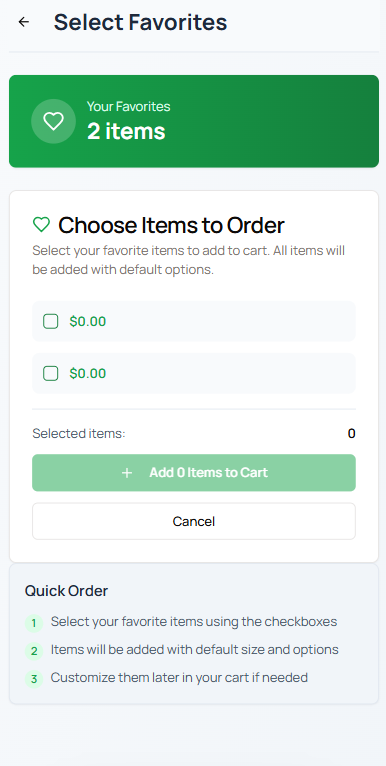 Select Favorites
Your Favorites
2 items
Choose Items to Order
Select your favorite items to add to cart. All items will
be added with default options.
$0.00
$0.00
Selected items: 0
Add 0 Items to Cart
Cancel
Quick Order
1 Select your favorite items using the checkboxes
2 Items will be added with default size and options
3 Customize them later in your cart if needed